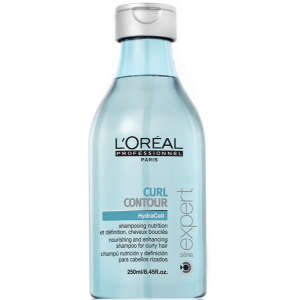 L'ORÉAL
PROFESSIONNEL
PARIS
CURL
CONTOUR
HydraCell
shampooing nutrition
et définition, cheveux bouclés
nourishing and enhancing
shampoo for curly hair
champú nutrición y definición
para cabellos rizados
250ml/8.45fl.oz.
série
expert